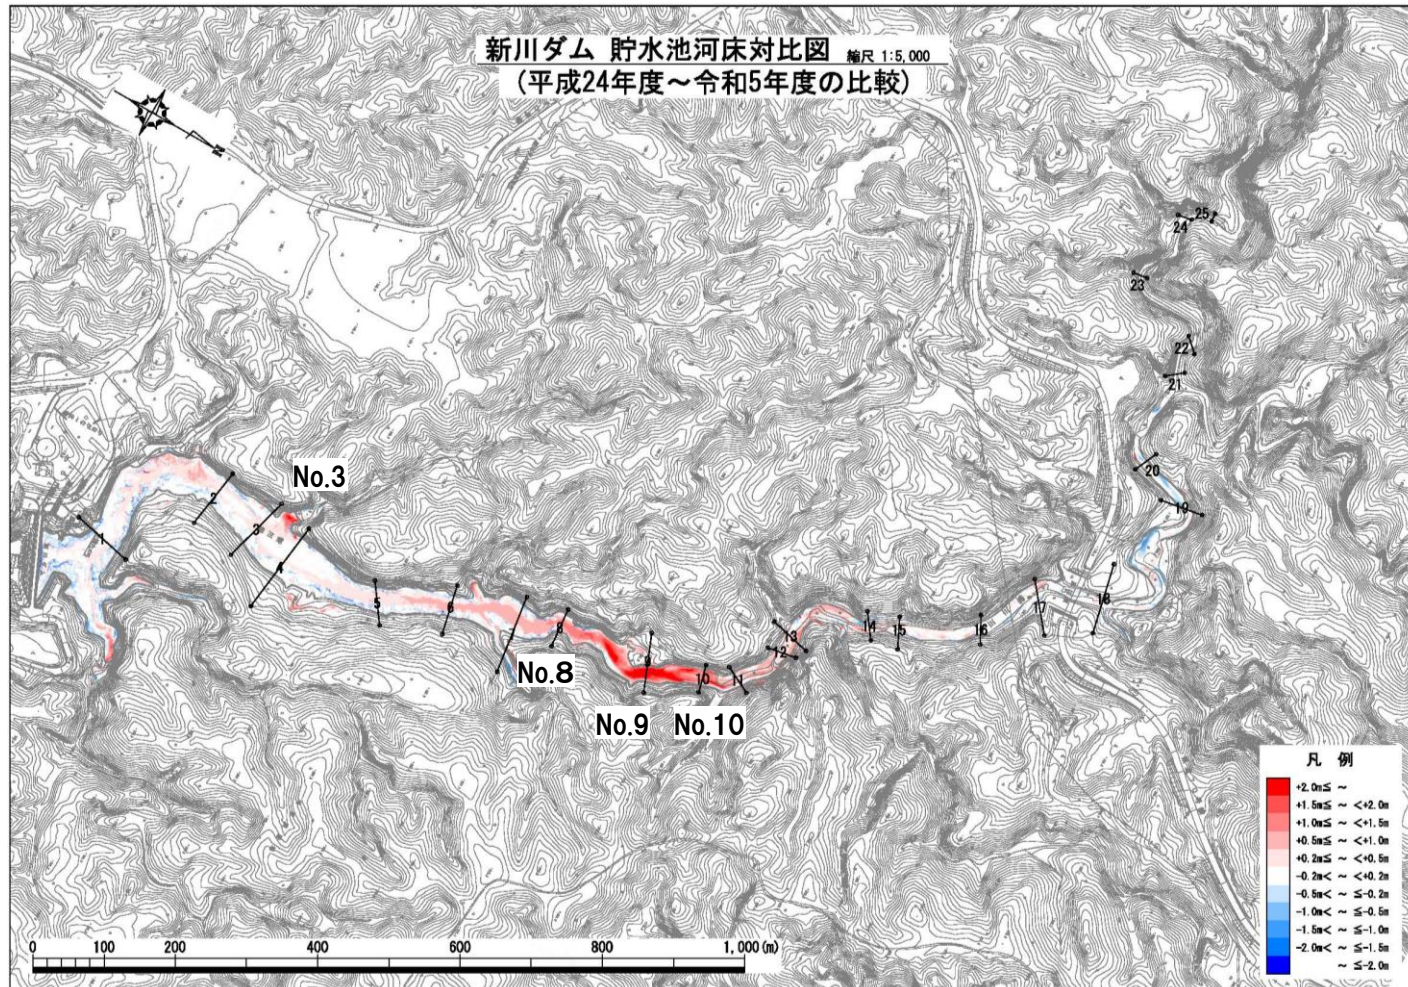 新川ダム 貯水池河床対比図 縮尺 1:5,000
(平成24年度～令和5年度の比較)
N
25
24
23
22
21
No.3
2
20
3
19
1
4
5
6
7
8
No.8
14
15
16
17
18
13
12
9
10
11
No.9
No.10
凡 例
+2.0m≦ ～
+1.5m≦ ～ <+2.0m
+1.0m≦ ～ <+1.5m
+0.5m≦ ～ <+1.0m
+0.2m≦ ～ <+0.5m
-0.2m< ～ <+0.2m
-0.5m< ～ ≦-0.2m
-1.0m< ～ ≦-0.5m
-1.5m< ～ ≦-1.0m
-2.0m< ～ ≦-1.5m
～ ≦-2.0m
0 100 200 400 600 800 1,000(m)